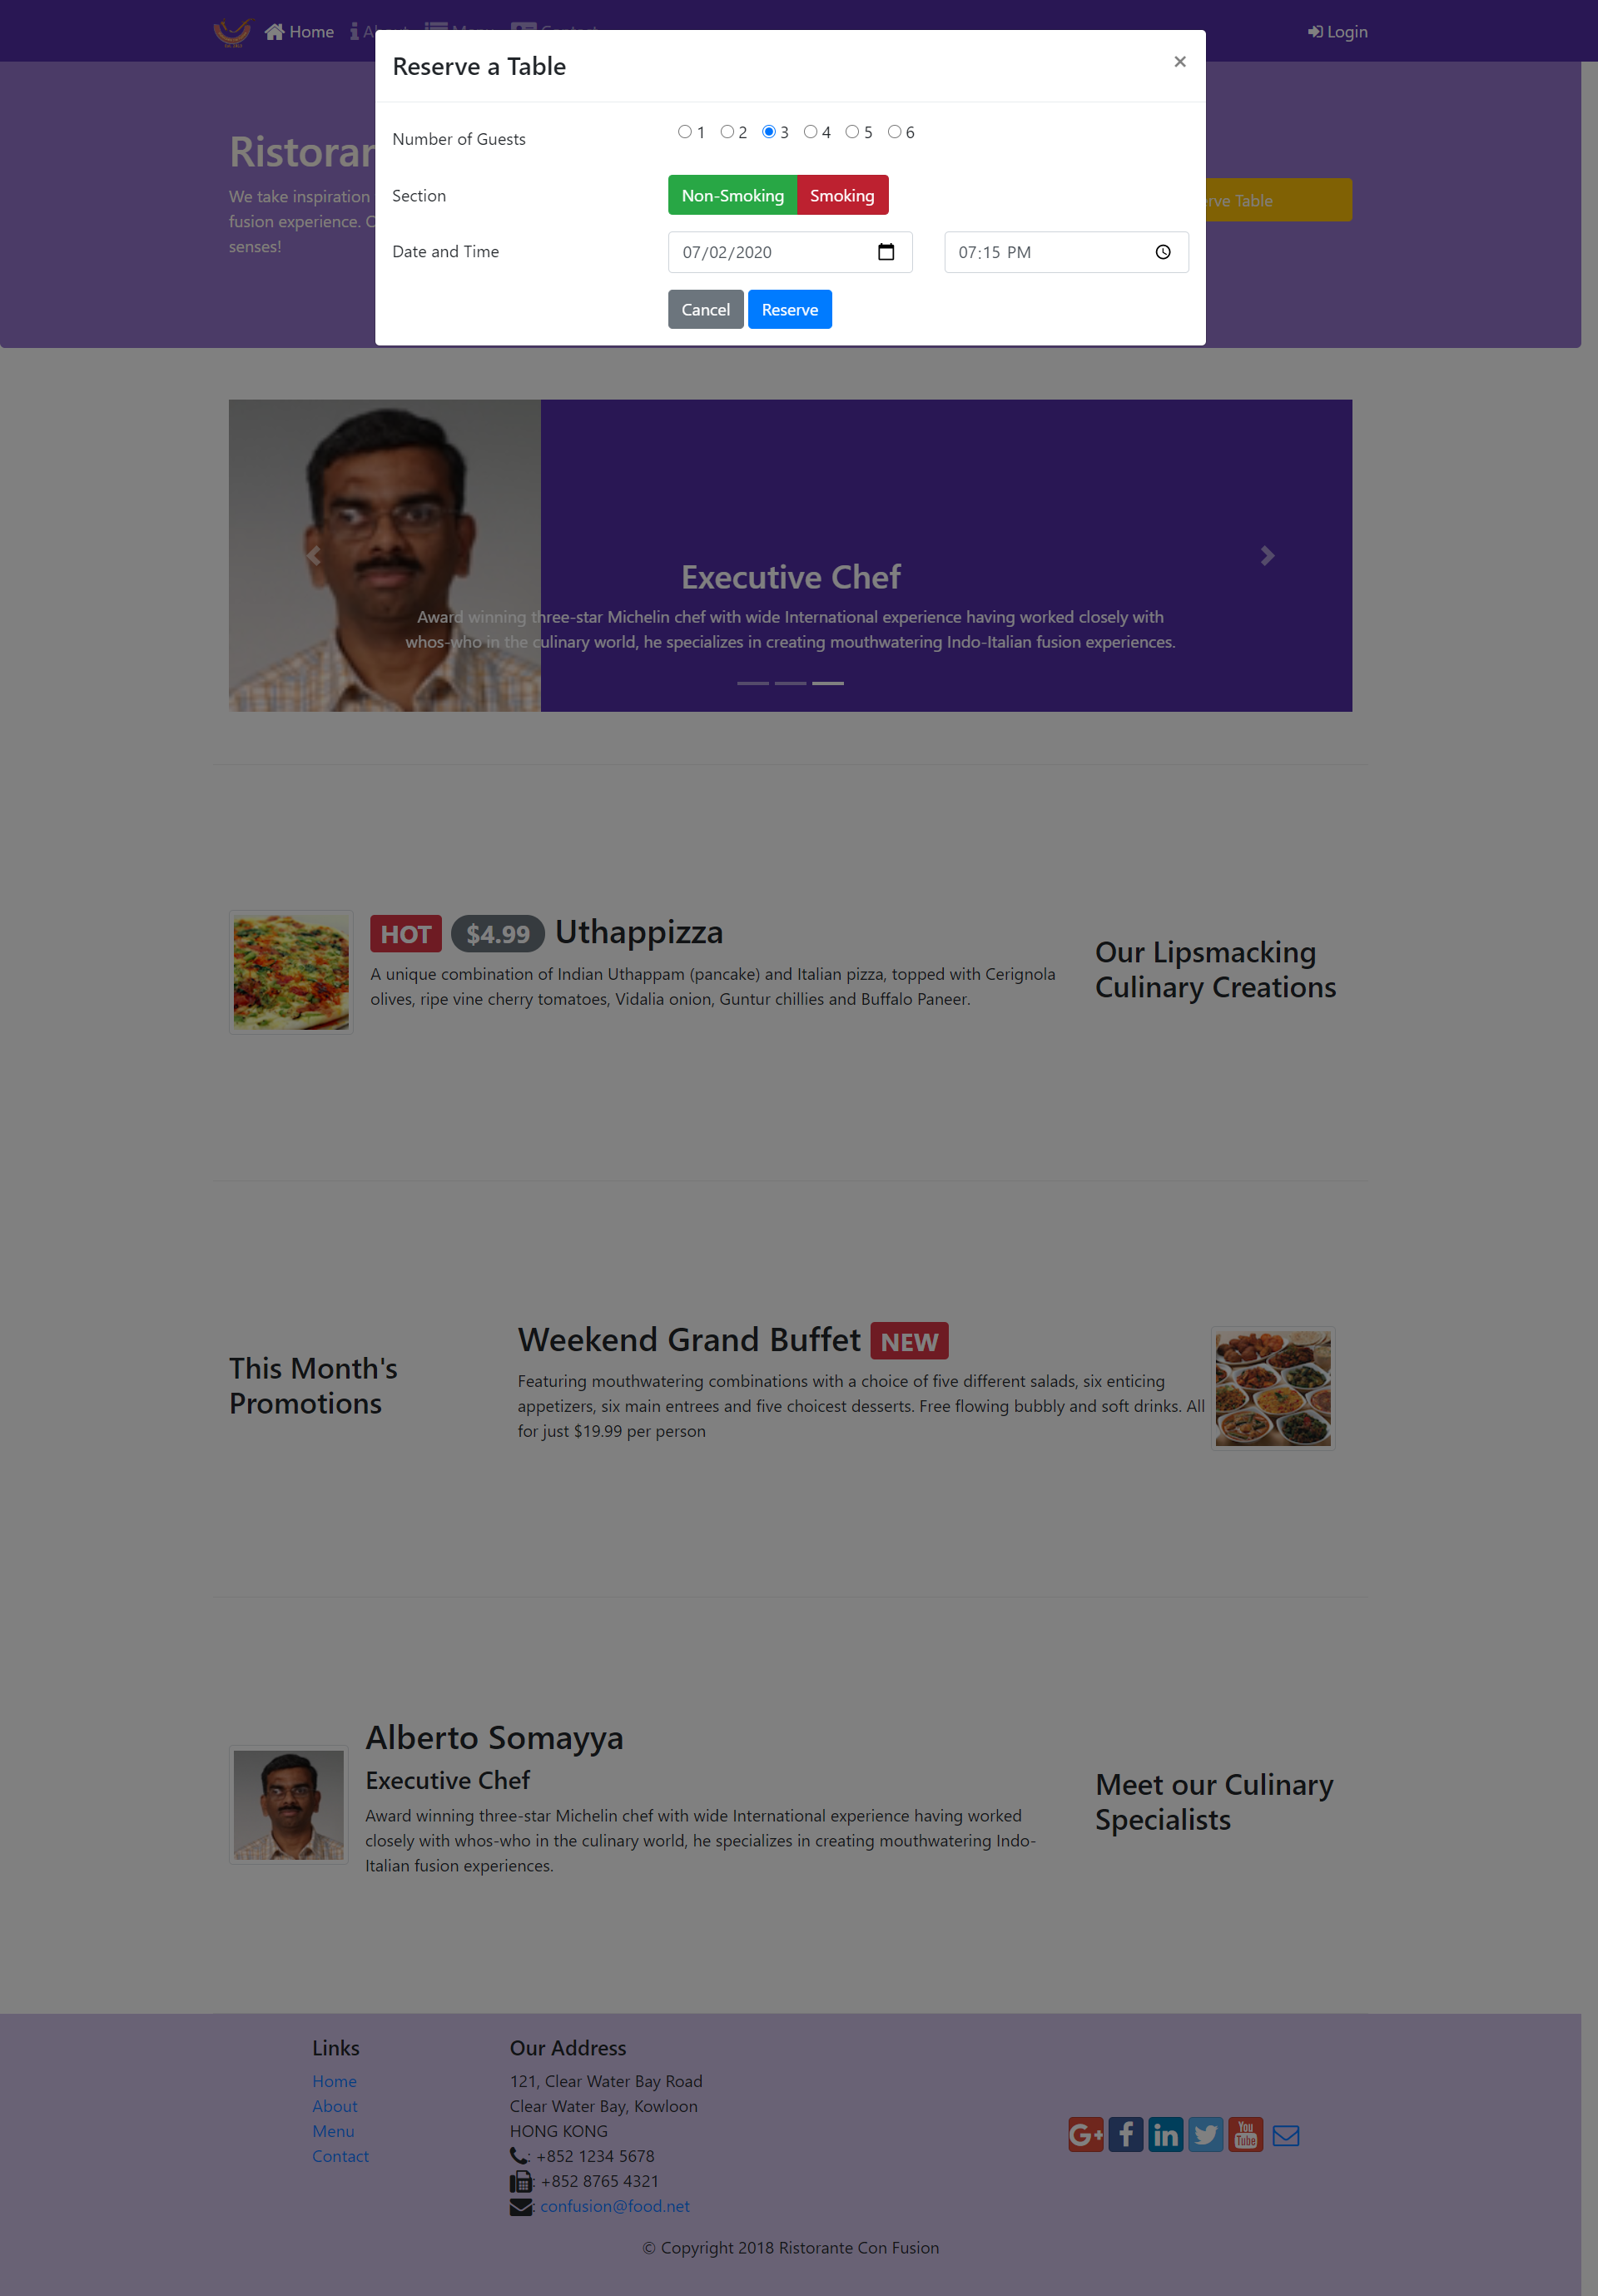 Home
Login
Reserve a Table
×
Number of Guests
1 2 3 4 5 6
Section
Non-Smoking Smoking
Date and Time
07/02/2020
07:15 PM
Cancel Reserve
We take inspiration
fusion experience.
senses!
Table
Executive Chef
Award winning three-star Michelin chef with wide International experience having worked closely with
whos-who in the culinary world, he specializes in creating mouthwatering Indo-Italian fusion experiences.
HOT $4.99 Uthappizza
A unique combination of Indian Uthappam (pancake) and Italian pizza, topped with Cerignola
olives, ripe vine cherry tomatoes, Vidalia onion, Guntur chillies and Buffalo Paneer.
Our Lipsmacking
Culinary Creations
This Month's
Promotions
Weekend Grand Buffet NEW
Featuring mouthwatering combinations with a choice of five different salads, six enticing
appetizers, six main entrees and five choicest desserts. Free flowing bubbly and soft drinks. All
for just $19.99 per person
Alberto Somayya
Executive Chef
Award winning three-star Michelin chef with wide International experience having worked
closely with whos-who in the culinary world, he specializes in creating mouthwatering Indo-
Italian fusion experiences.
Meet our Culinary
Specialists
Links
Home
About
Menu
Contact
Our Address
121, Clear Water Bay Road
Clear Water Bay, Kowloon
HONG KONG
: +852 1234 5678
: +852 8765 4321
: confusion@food.net
You Tube
© Copyright 2018 Ristorante Con Fusion